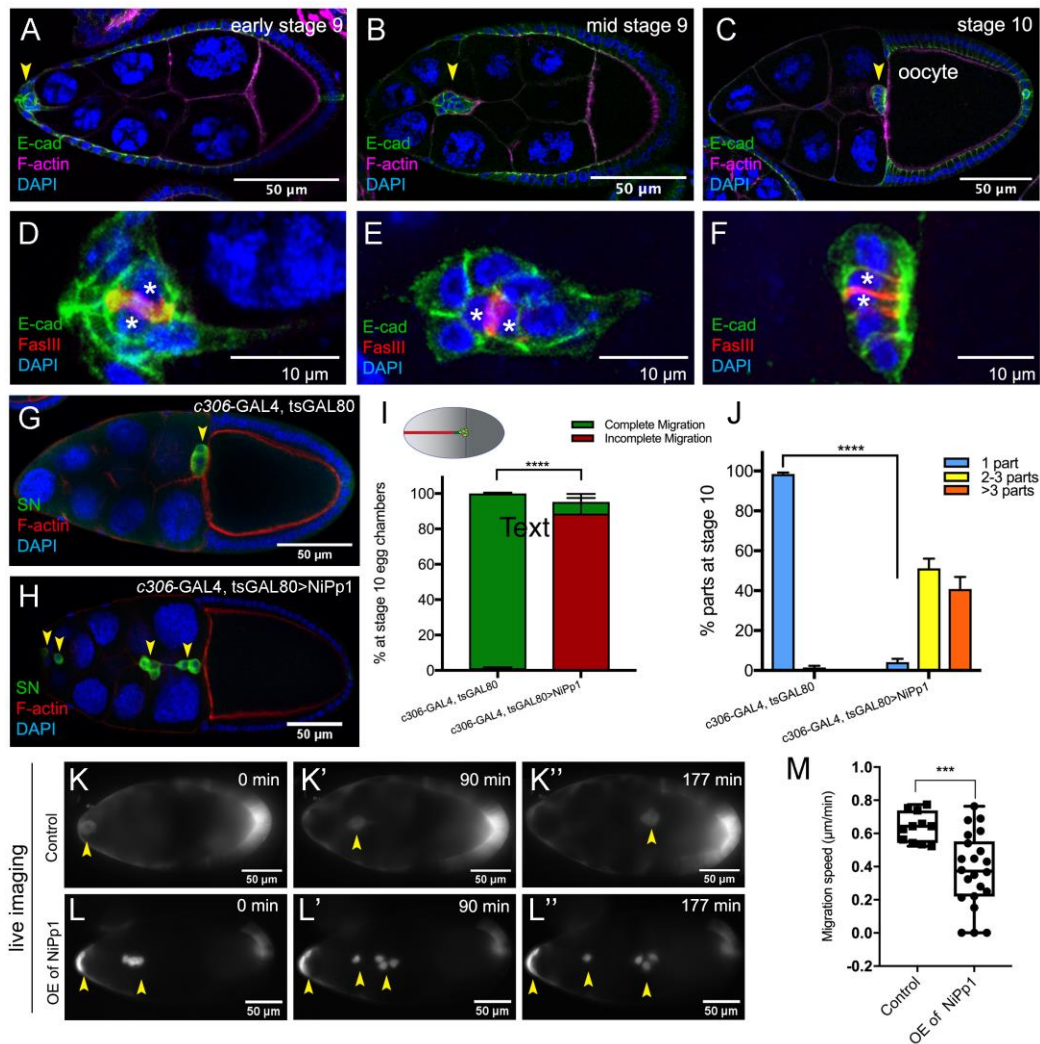 A
early stage 9
E-cad
F-actin
DAPI
50 µm
B
mid stage 9
E-cad
F-actin
DAPI
50 µm
C
stage 10
oocyte
E-cad
F-actin
DAPI
50 µm
D
*
*
E-cad
FasIII
DAPI
10 µm
E
*
*
E-cad
FasIII
DAPI
10 µm
F
*
*
E-cad
FasIII
DAPI
10 µm
G
c306-GAL4, tsGAL80
SN
F-actin
DAPI
50 µm
H
c306-GAL4, tsGAL80>NiPp1
SN
F-actin
DAPI
50 µm
I
Complete Migration
Incomplete Migration
****
Text
% at stage 10 egg chambers
100
80
60
40
20
0
c306-GAL4, tsGAL80
c306-GAL4, tsGAL80>NiPp1
J
****
1 part
2-3 parts
>3 parts
% parts at stage 10
100
80
60
40
20
0
c306-GAL4, tsGAL80
c306-GAL4, tsGAL80>NiPp1
live imaging
Control
K
0 min
50 µm
K'
90 min
50 µm
K''
177 min
50 µm
OE of NiPp1
L
0 min
50 µm
L'
90 min
50 µm
L''
177 min
50 µm
M
***
Migration speed (µm/min)
0.8
0.6
0.4
0.2
0.0
-0.2
Control
OE of NiPp1